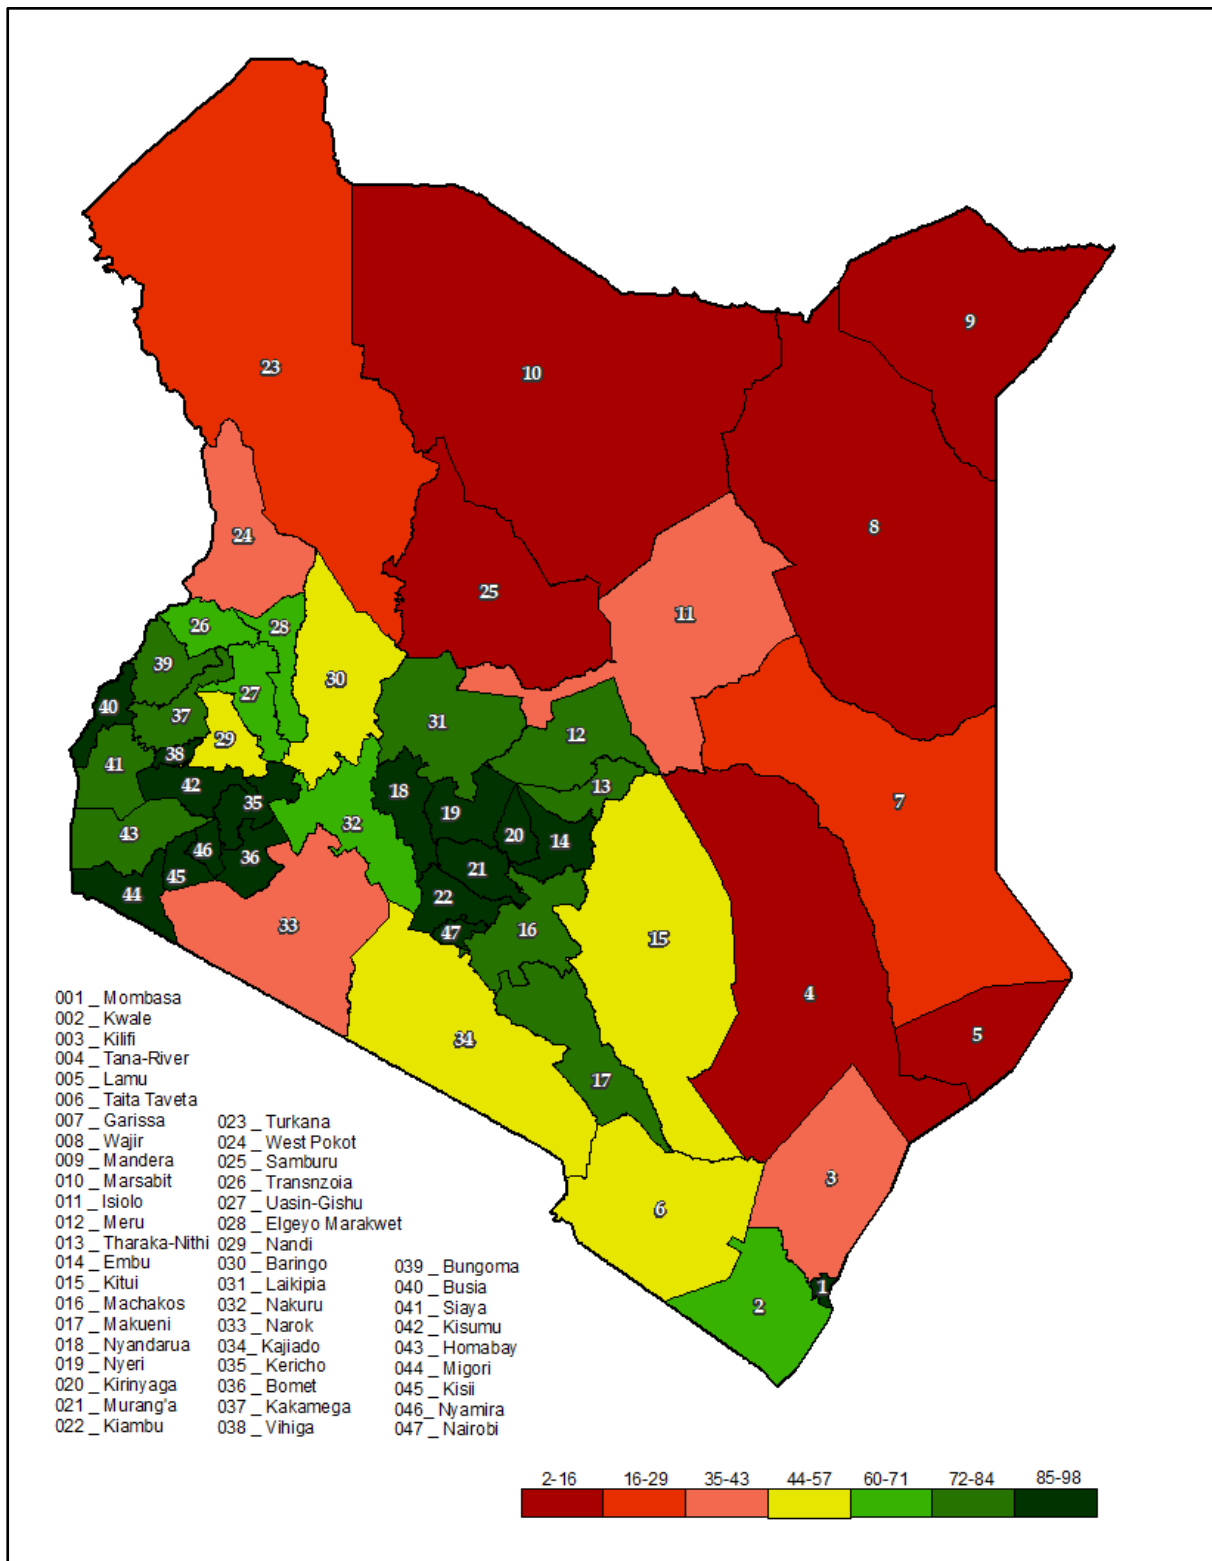 9
23
10
8
24
25
11
26
28
39
27
30
40
37
31
29
12
38
41
42
13
35
18
7
19
32
43
20
14
46
36
21
45
44
22
33
47
16
15
4
5
34
17
3
6
1
2
001 _ Mombasa
002 _ Kwale
003 _ Kilifi
004 _ Tana-River
005 _ Lamu
006 _ Taita Taveta
007 _ Garissa
008 _ Wajir
009 _ Mandera
010 _ Marsabit
011 _ Isiolo
012 _ Meru
013 _ Tharaka-Nithi
014 _ Embu
015 _ Kitui
016 _ Machakos
017 _ Makueni
018 _ Nyandarua
019 _ Nyeri
020 _ Kirinyaga
021 _ Murang'a
022 _ Kiambu
023 _ Turkana
024 _ West Pokot
025 _ Samburu
026 _ Transnzoia
027 _ Uasin-Gishu
028 _ Elgeyo Marakwet
029 _ Nandi
030 _ Baringo
031 _ Laikipia
032 _ Nakuru
033 _ Narok
034_ Kajiado
035 _ Kericho
036 _ Bomet
037 _ Kakamega
038 _ Vihiga
039 _ Bungoma
040 _ Busia
041 _ Siaya
042 _ Kisumu
043 _ Homabay
044 _ Migori
045 _ Kisii
046_ Nyamira
047 _ Nairobi
2-16 16-29 35-43 44-57 60-71 72-84 85-98